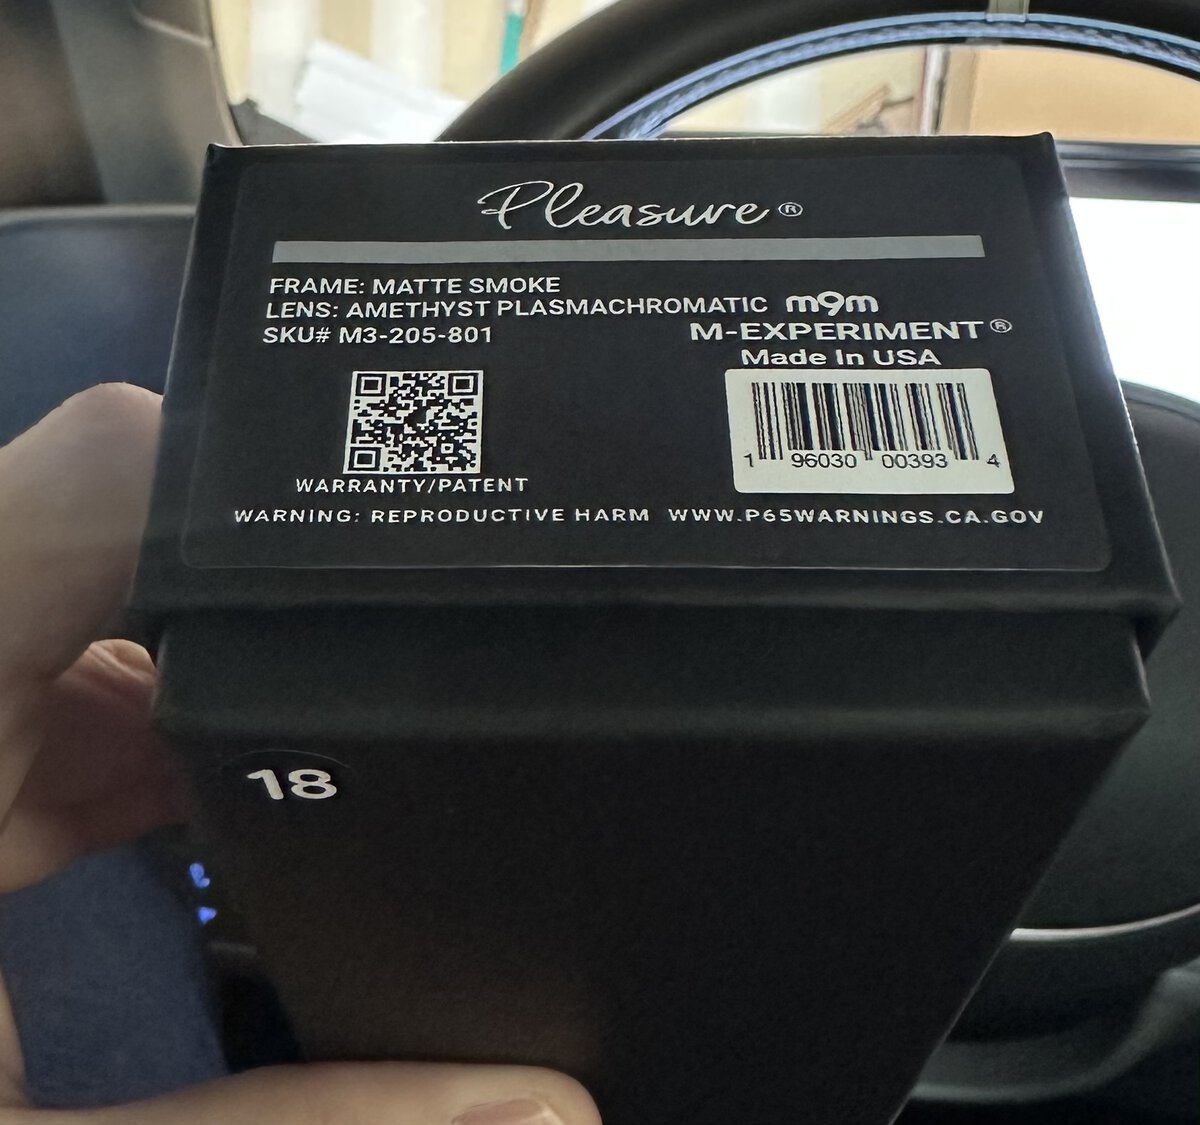 Pleasure®
FRAME: MATTE SMOKE
LENS: AMETHYST PLASMACHROMATIC
SKU# M3-205-801
m9m
M-EXPERIMENT®
Made In USA
1 96030 00393 4
WARRANTY/PATENT
WARNING: REPRODUCTIVE HARM WWW.P65WARNINGS.CA.GOV
18